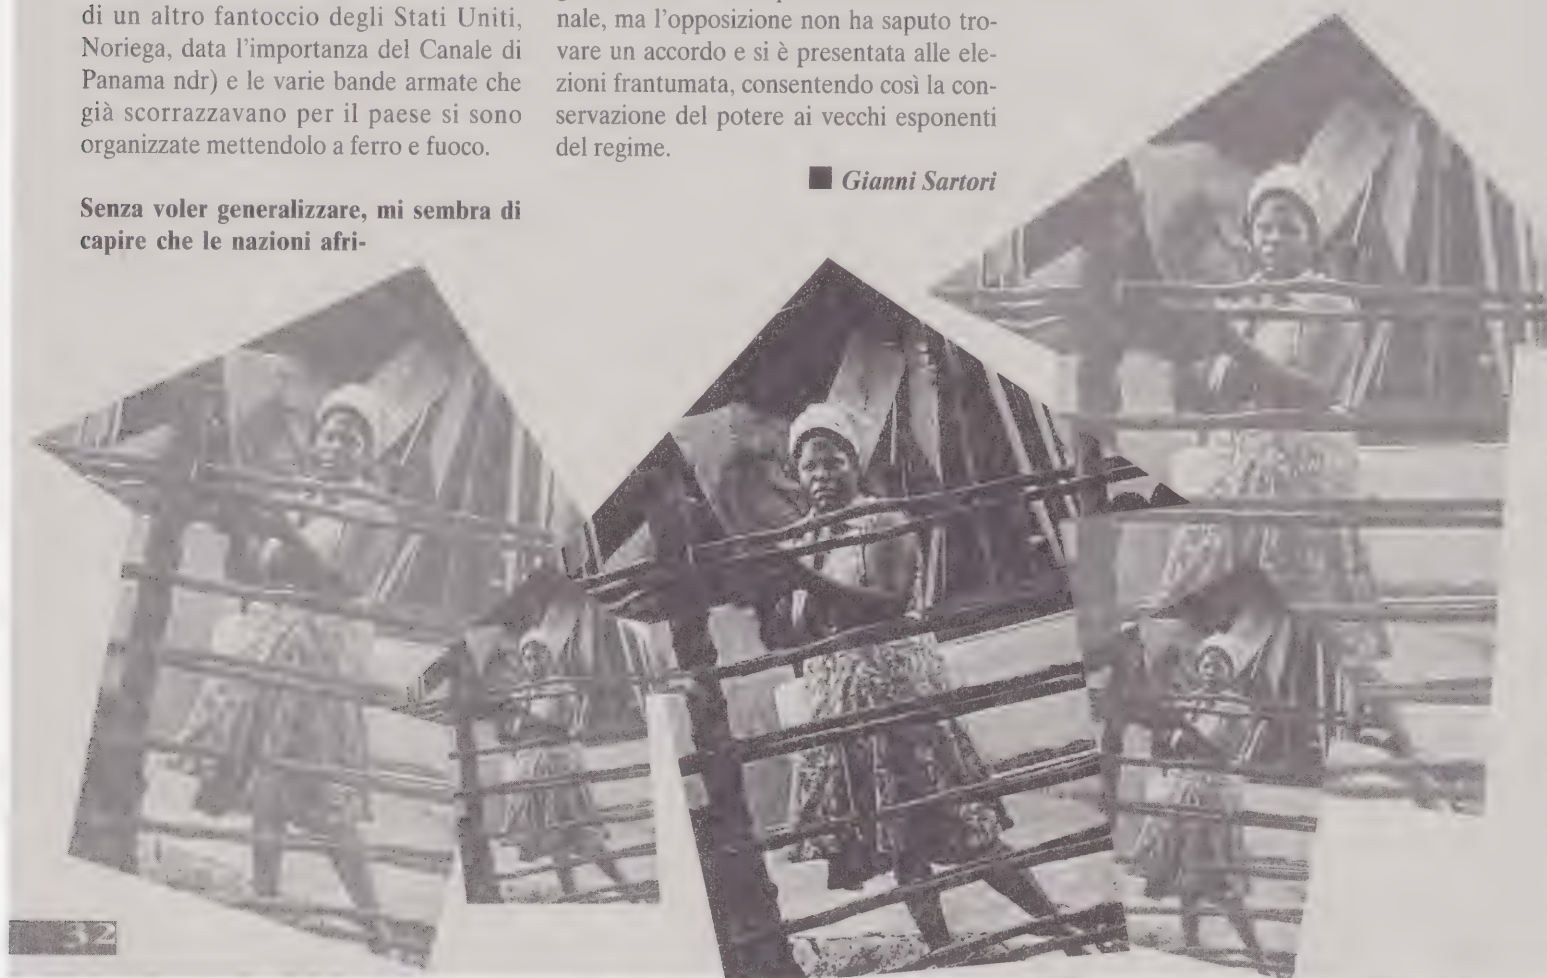 di un altro fantoccio degli Stati Uniti,
Noriega, data l'importanza del Canale di
Panama ndr) e le varie bande armate che
già scorrazzavano per il paese si sono
organizzate mettendolo a ferro e fuoco.
Senza voler generalizzare, mi sembra di
capire che le nazioni afri-
nale, ma l'opposizione non ha saputo tro-
vare un accordo e si è presentata alle ele-
zioni frantumata, consentendo così la con-
servazione del potere ai vecchi esponenti
del regime.
■ Gianni Sartori
32